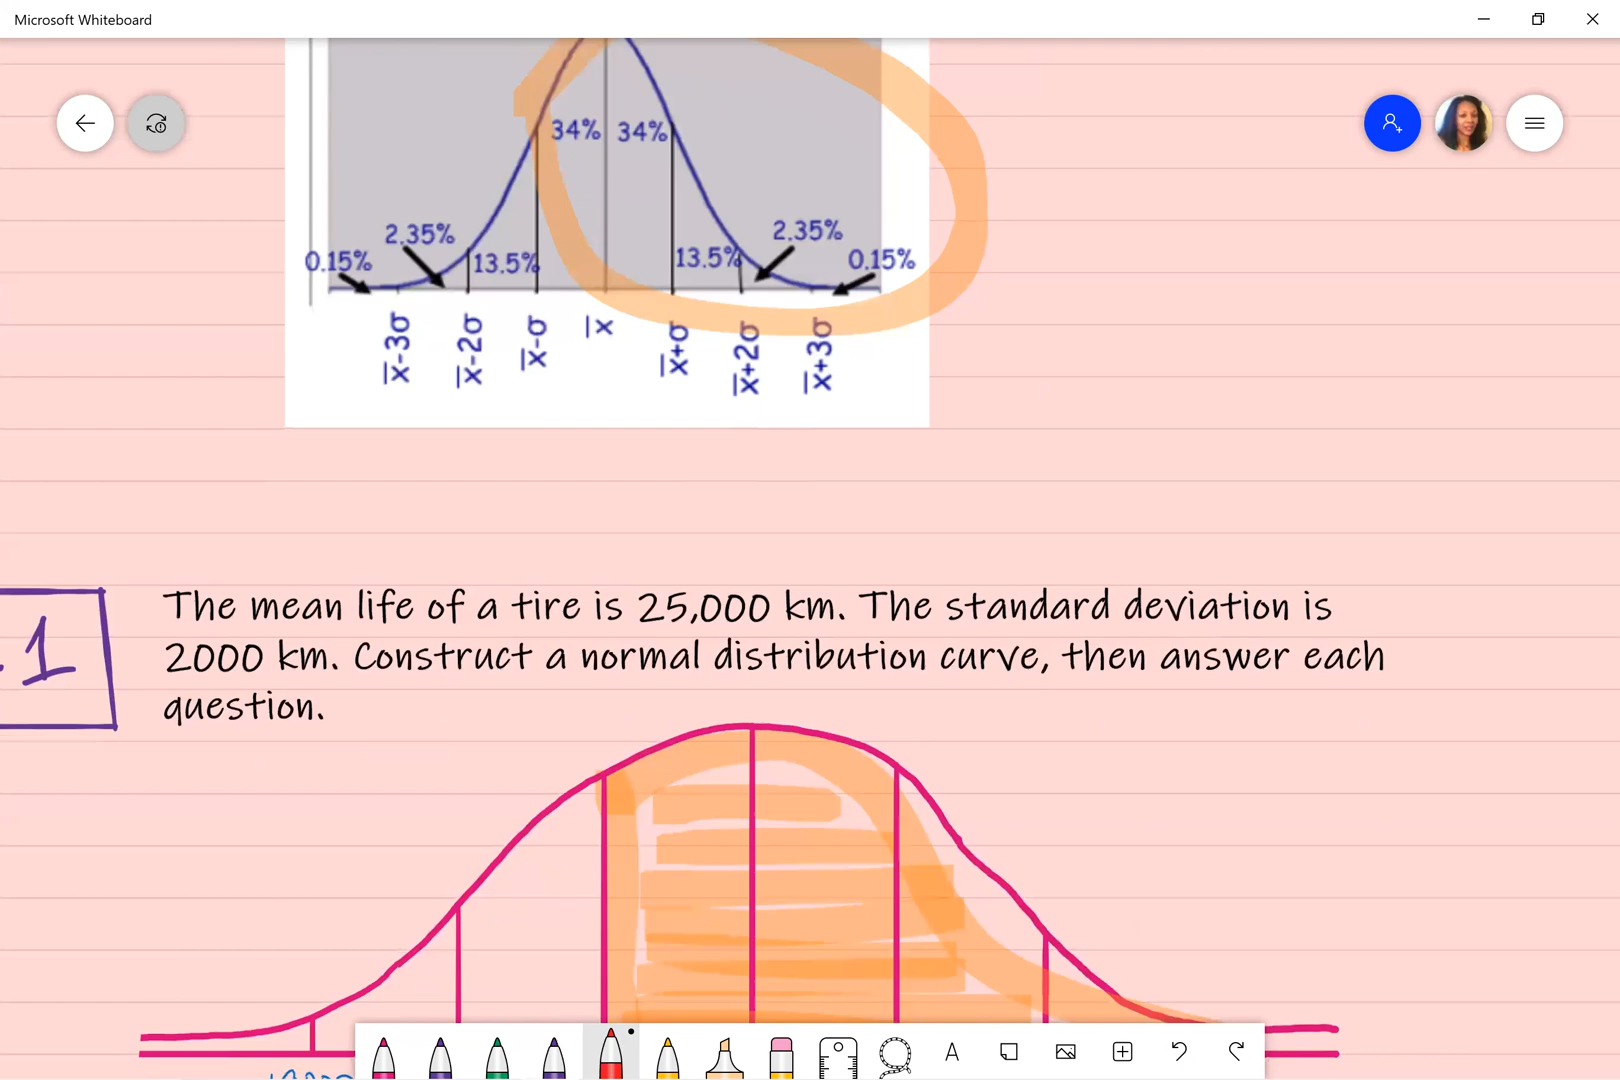 Microsoft Whiteboard
34% 34%
2.35% 2.35%
0.15% 13.5% 13.5% 0.15%
x̅-3σ x̅-2σ x̅-σ x̅ x̅+σ x̅+2σ x̅+3σ
.1
The mean life of a tire is 25,000 km. The standard deviation is
2000 km. Construct a normal distribution curve, then answer each
question.
A